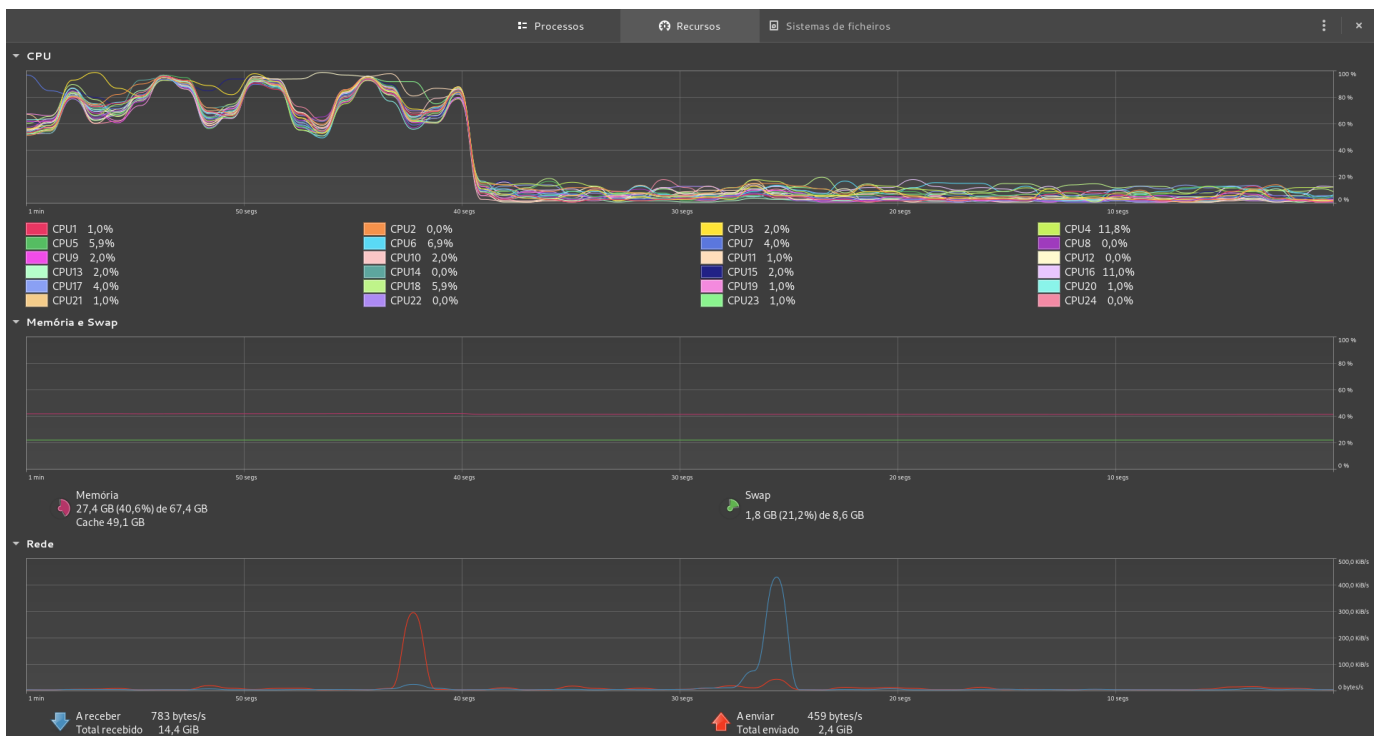 Processos Recursos Sistemas de ficheiros
CPU
100 %
80 %
60 %
40 %
20 %
0 %
1 min 50 segs 40 segs 30 segs 20 segs 10 segs
CPU1 1,0% CPU2 0,0% CPU3 2,0% CPU4 11,8%
CPU5 5,9% CPU6 6,9% CPU7 4,0% CPU8 0,0%
CPU9 2,0% CPU10 2,0% CPU11 1,0% CPU12 0,0%
CPU13 2,0% CPU14 0,0% CPU15 2,0% CPU16 11,0%
CPU17 4,0% CPU18 5,9% CPU19 1,0% CPU20 1,0%
CPU21 1,0% CPU22 0,0% CPU23 1,0% CPU24 0,0%
Memória e Swap
100 %
80 %
60 %
40 %
20 %
0 %
1 min 50 segs 40 segs 30 segs 20 segs 10 segs
Memória
27,4 GB (40,6%) de 67,4 GB
Cache 49,1 GB
Swap
1,8 GB (21,2%) de 8,6 GB
Rede
500,0 KiB/s
400,0 KiB/s
300,0 KiB/s
200,0 KiB/s
100,0 KiB/s
0 bytes/s
1 min 50 segs 40 segs 30 segs 20 segs 10 segs
A receber 783 bytes/s
Total recebido 14,4 GiB
A enviar 459 bytes/s
Total enviado 2,4 GiB